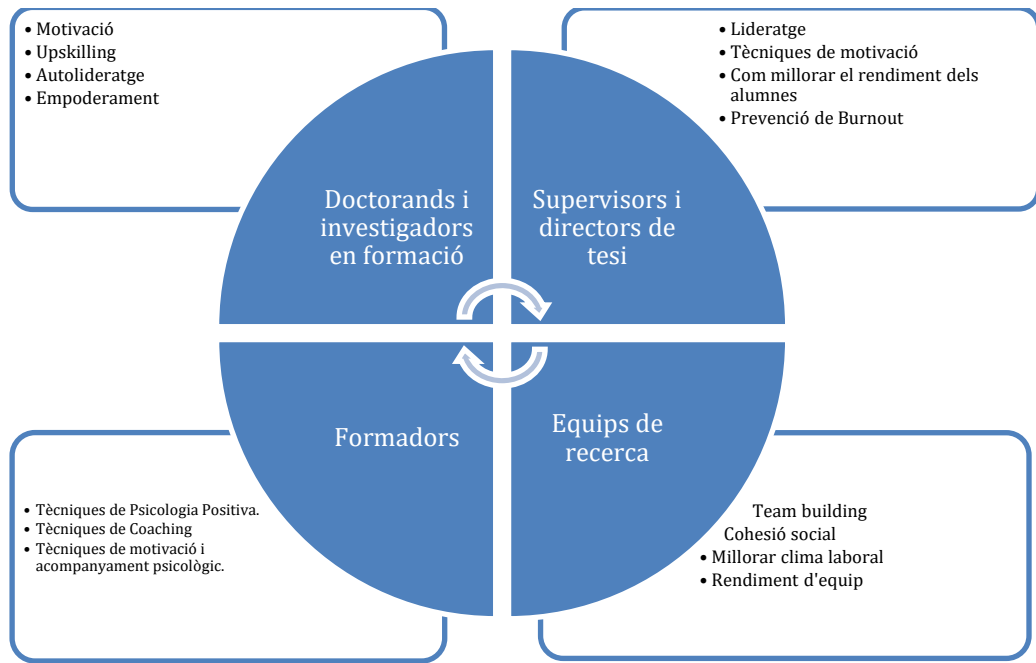 • Motivació
• Upskilling
• Autolideratge
• Empoderament
• Lideratge
• Tècniques de motivació
• Com millorar el rendiment dels
alumnes
• Prevenció de Burnout
Doctorands i
investigadors
en formació
Supervisors i
directors de
tesi
Formadors
Equips de
recerca
• Tècniques de Psicologia Positiva.
• Tècniques de Coaching
• Tècniques de motivació i
acompanyament psicològic.
Team building
Cohesió social
• Millorar clima laboral
• Rendiment d'equip